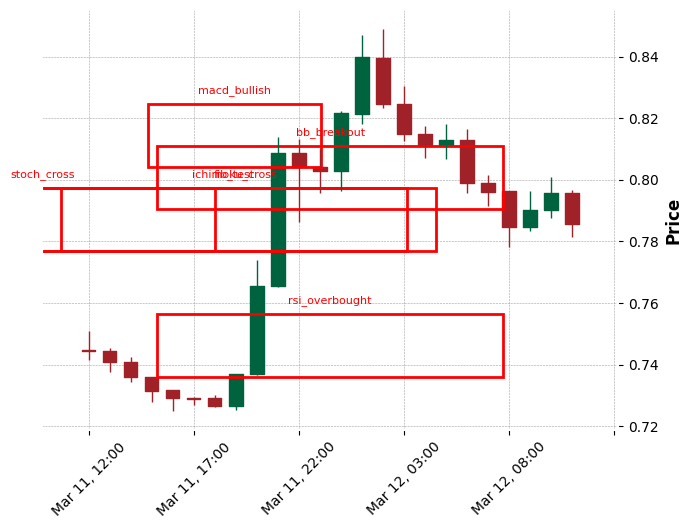 macd_bullish
bb_breakout
stoch_cross
rsi_overbought
0.84
0.82
0.80
0.78
0.76
0.74
0.72
Price
Mar 11, 12:00
Mar 11, 17:00
Mar 11, 22:00
Mar 12, 03:00
Mar 12, 08:00